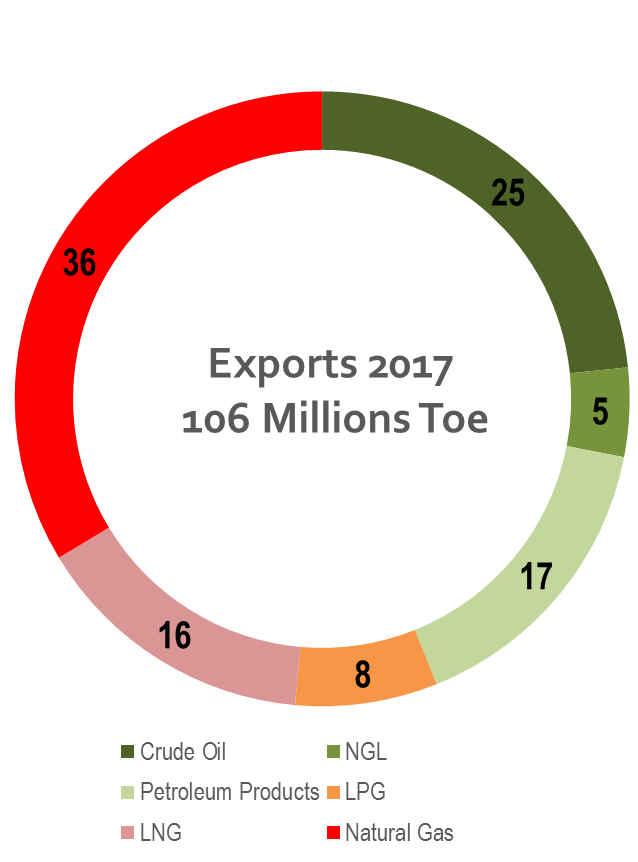 25
36
Exports 2017
106 Millions Toe
5
17
16
8
Crude Oil NGL
Petroleum Products LPG
LNG Natural Gas